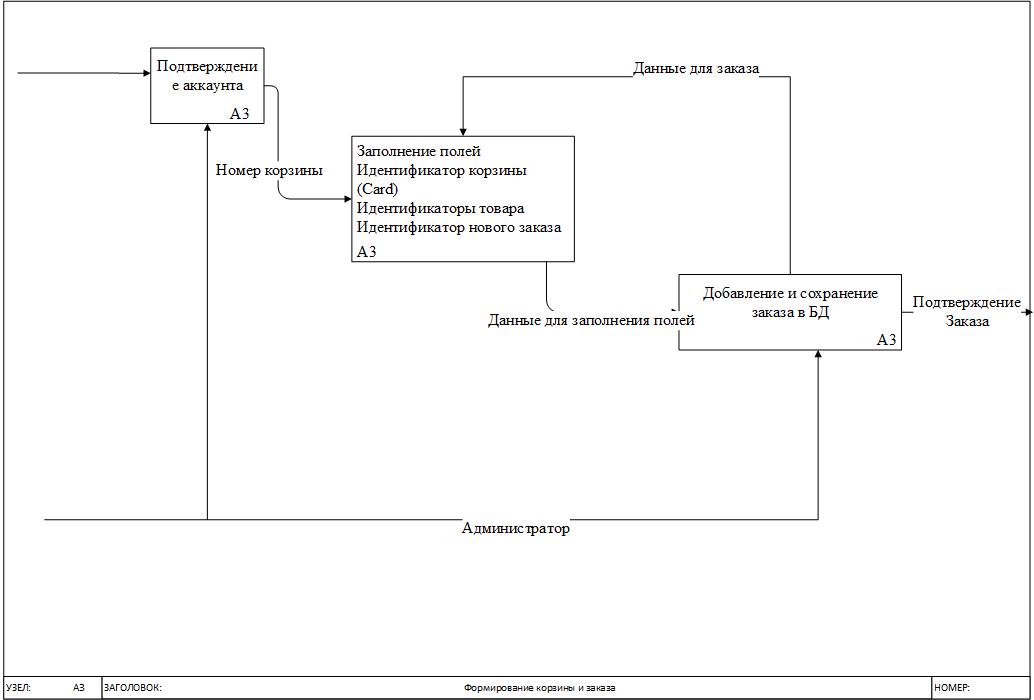 Данные для заказа
Подтверждени
е аккаунта
A3
Номер корзины
Заполнение полей
Идентификатор корзины
(Card)
Идентификаторы товара
Идентификатор нового заказа
A3
Данные для заполнения полей
Добавление и сохранение
заказа в БД
A3
Подтверждение
Заказа
Администратор
УЗЕЛ: A3 ЗАГОЛОВОК: Формирование корзины и заказа НОМЕР: